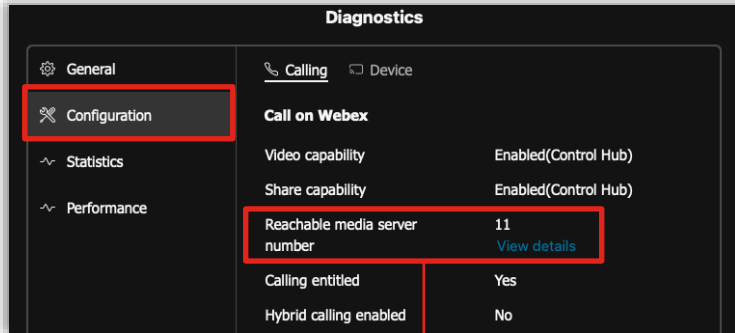 Diagnostics
General
Configuration
Statistics
Performance
Calling Device
Call on Webex
Video capability Enabled(Control Hub)
Share capability Enabled(Control Hub)
Reachable media server 11
number View details
Calling entitled Yes
Hybrid calling enabled No